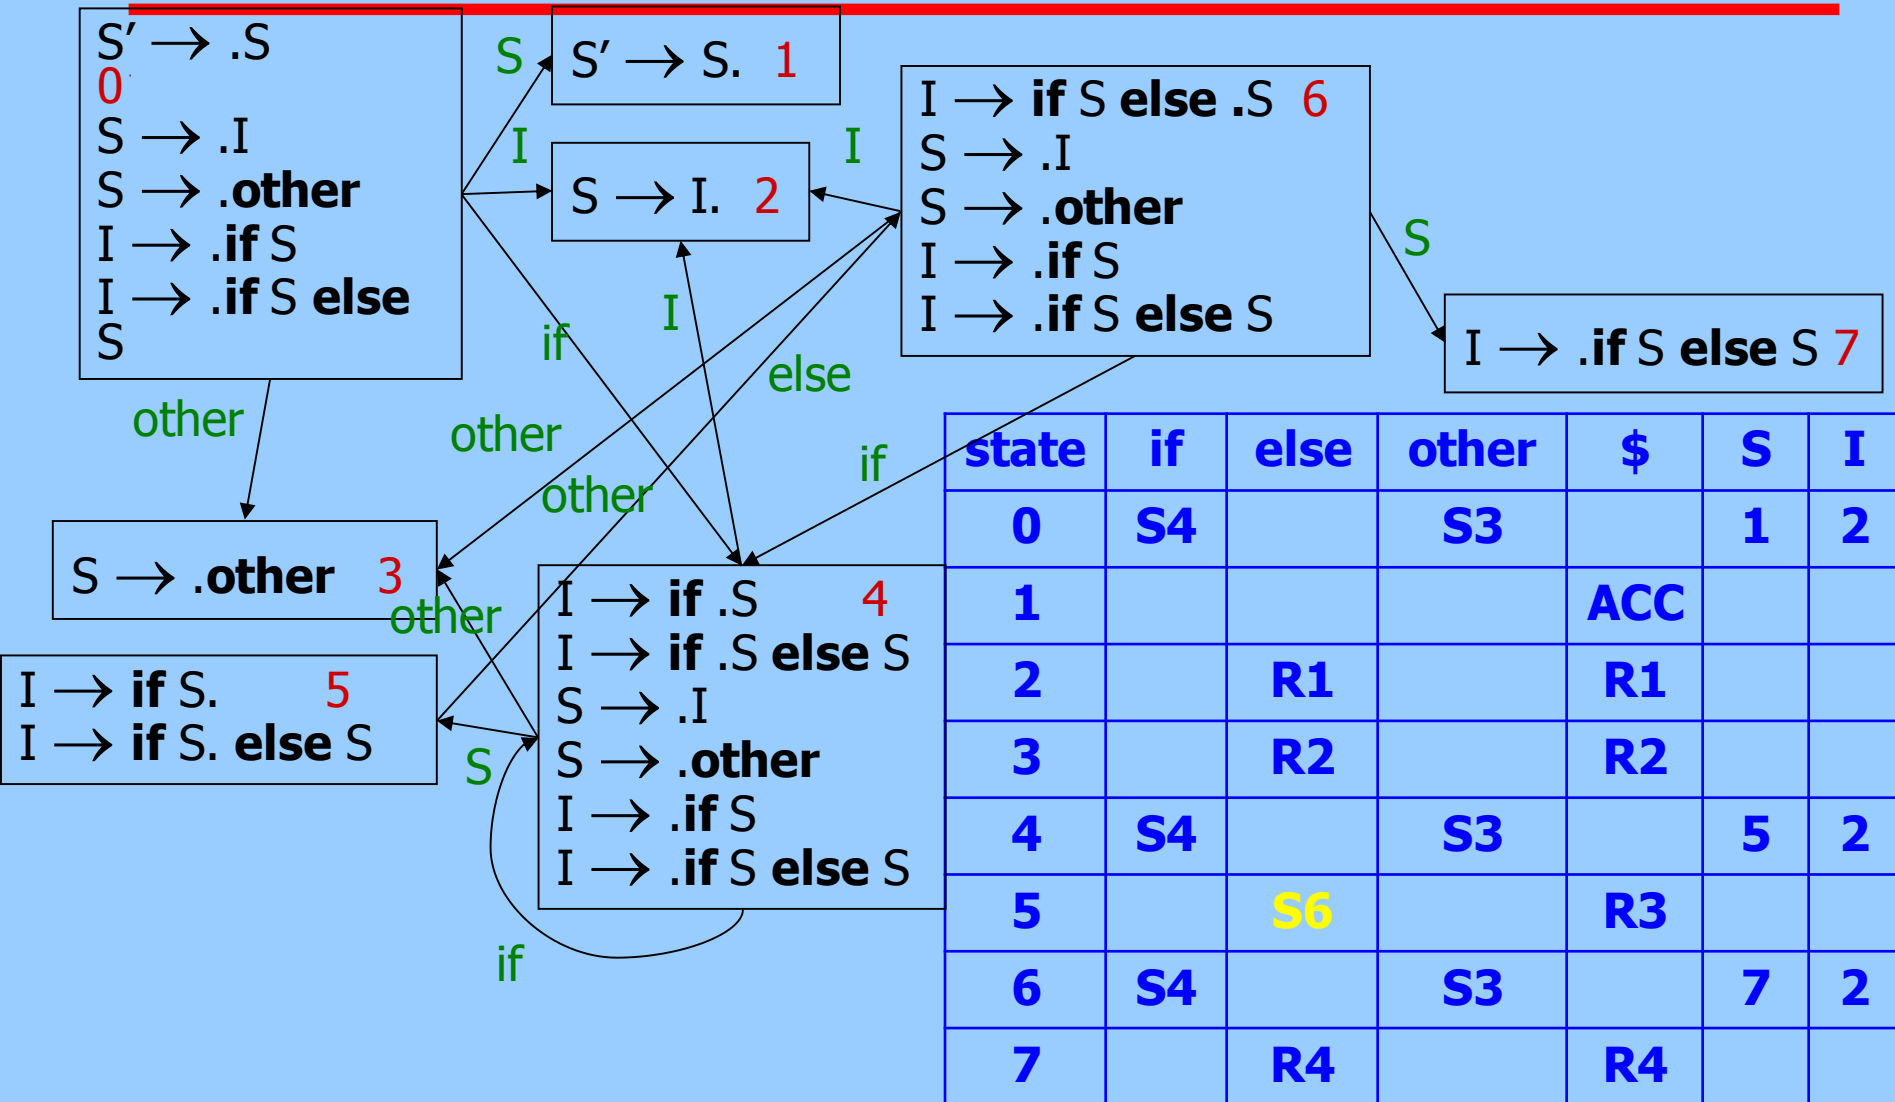 S’ → .S
0
S → .I
S → .other
I → .if S
I → .if S else
S
S
S’ → S. 1
I
S → I. 2
I
I → if S else .S 6
S → .I
S → .other
I → .if S
I → .if S else S
S
I → .if S else S 7
if
I
else
other
other
other
if
S → .other 3
other
I → if S. 5
I → if S. else S
S
I → if .S 4
I → if .S else S
S → .I
S → .other
I → .if S
I → .if S else S
if
state if else other $ S I
0 S4 S3 1 2
1 ACC
2 R1 R1
3 R2 R2
4 S4 S3 5 2
5 S6 R3
6 S4 S3 7 2
7 R4 R4